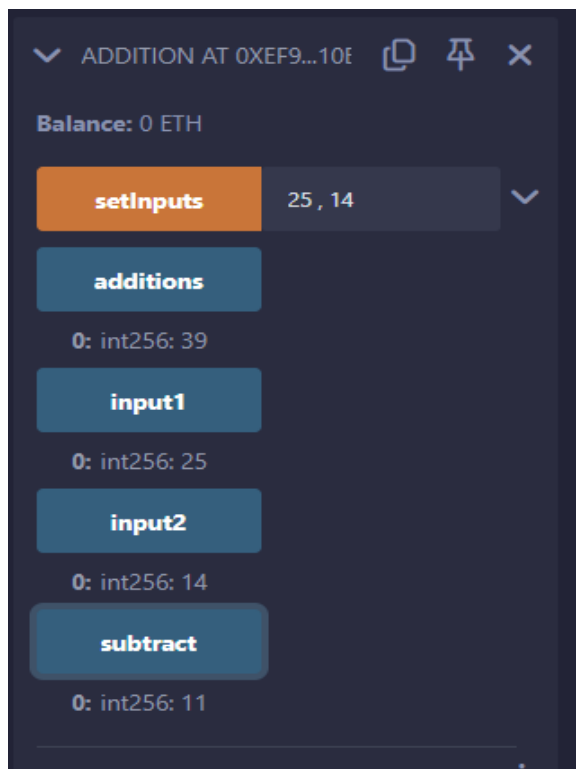 ADDITION AT 0XEF9...10E
Balance: 0 ETH
setInputs 25 , 14
additions
0: int256: 39
input1
0: int256: 25
input2
0: int256: 14
subtract
0: int256: 11